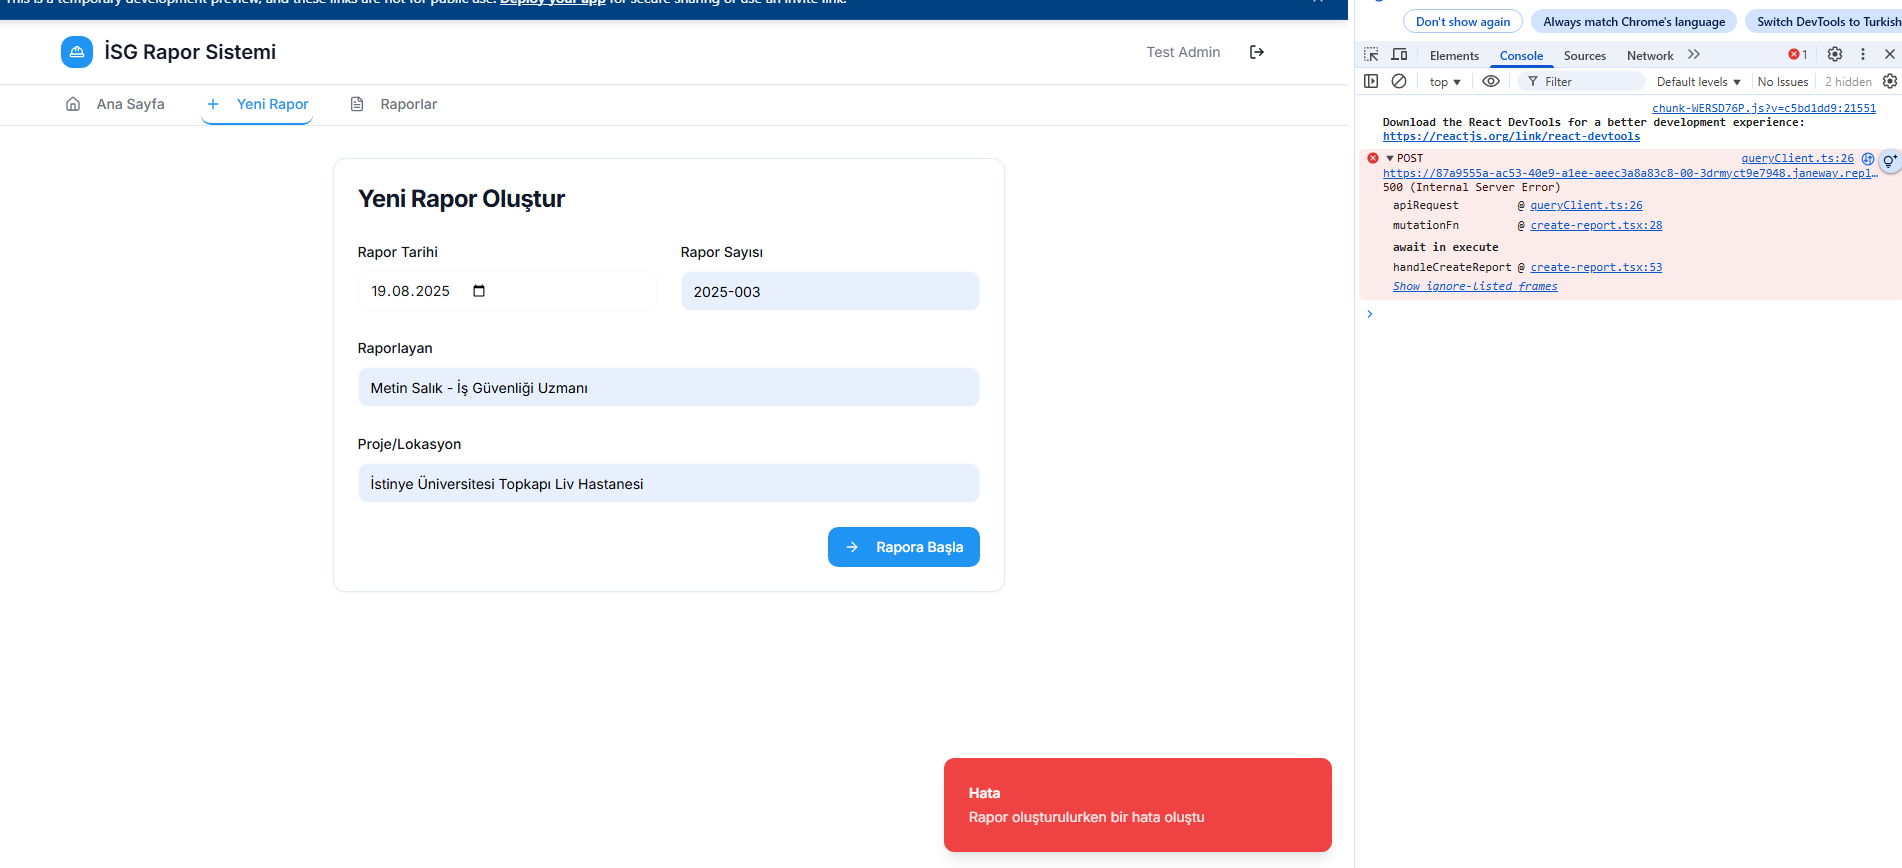 This is a temporary development preview, and these links are not for public use. Deploy your app for secure sharing or use an invite link.
İSG Rapor Sistemi
Test Admin
Ana Sayfa
Yeni Rapor
Raporlar
Yeni Rapor Oluştur
Rapor Tarihi
Rapor Sayısı
19.08.2025
2025-003
Raporlayan
Metin Salık - İş Güvenliği Uzmanı
Proje/Lokasyon
İstinye Üniversitesi Topkapı Liv Hastanesi
Rapora Başla
Hata
Rapor oluşturulurken bir hata oluştu
Don't show again
Always match Chrome's language
Switch DevTools to Turkish
Elements
Console
Sources
Network
1
top
Filter
Default levels
No Issues
2 hidden
chunk-WERSD76P.js?v=c5bd1dd9:21551
Download the React DevTools for a better development experience:
https://reactjs.org/link/react-devtools
POST
queryClient.ts:26
https://87a9555a-ac53-40e9-a1ee-aeec3a8a83c8-00-3drmyct9e7948.janeway.repl…
500 (Internal Server Error)
apiRequest @ queryClient.ts:26
mutationFn @ create-report.tsx:28
await in execute
handleCreateReport @ create-report.tsx:53
Show ignore-listed frames